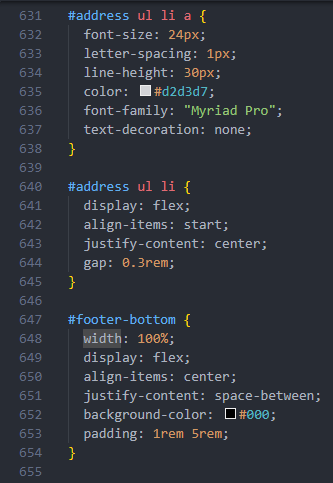 631 #address ul li a {
632 font-size: 24px;
633 letter-spacing: 1px;
634 line-height: 30px;
635 color: #d2d3d7;
636 font-family: "Myriad Pro";
637 text-decoration: none;
638 }
639
640 #address ul li {
641 display: flex;
642 align-items: start;
643 justify-content: center;
644 gap: 0.3rem;
645 }
646
647 #footer-bottom {
648 width: 100%;
649 display: flex;
650 align-items: center;
651 justify-content: space-between;
652 background-color: #000;
653 padding: 1rem 5rem;
654 }
655